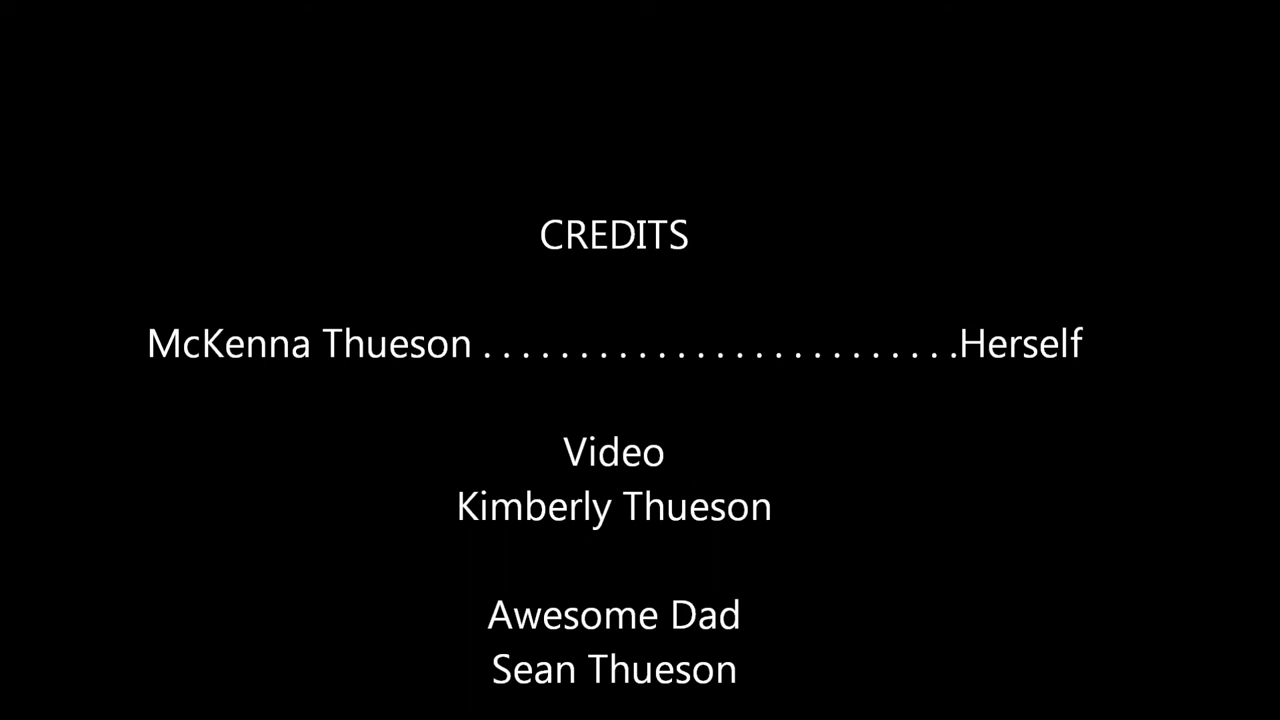 CREDITS
McKenna Thueson . . . . . . . . . . . . . . . . . . . . . . . . .Herself
Video
Kimberly Thueson
Awesome Dad
Sean Thueson